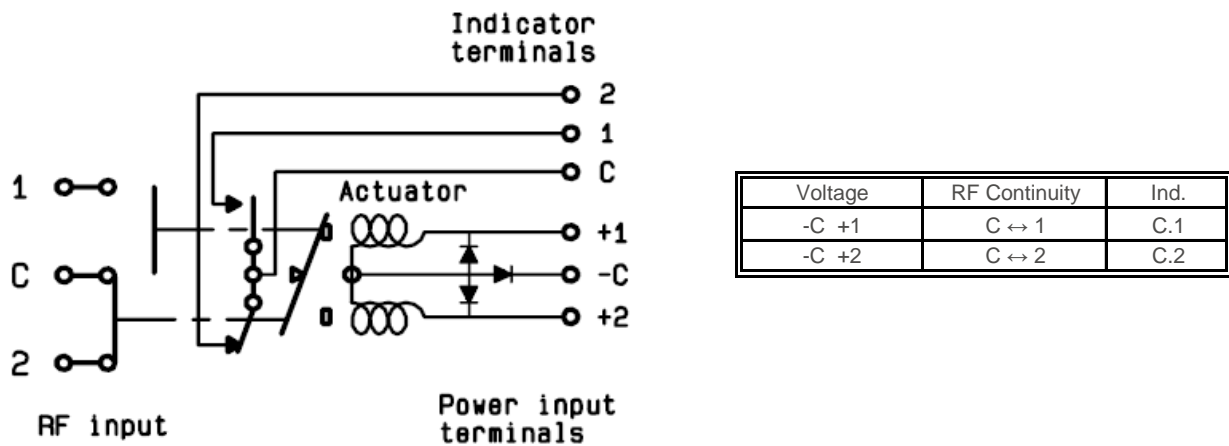 Indicator
terminals
2
1
C
1
Actuator
+1
C
-C
+2
2
RF input
Power input
terminals
Voltage RF Continuity Ind.
-C +1 C ↔ 1 C.1
-C +2 C ↔ 2 C.2